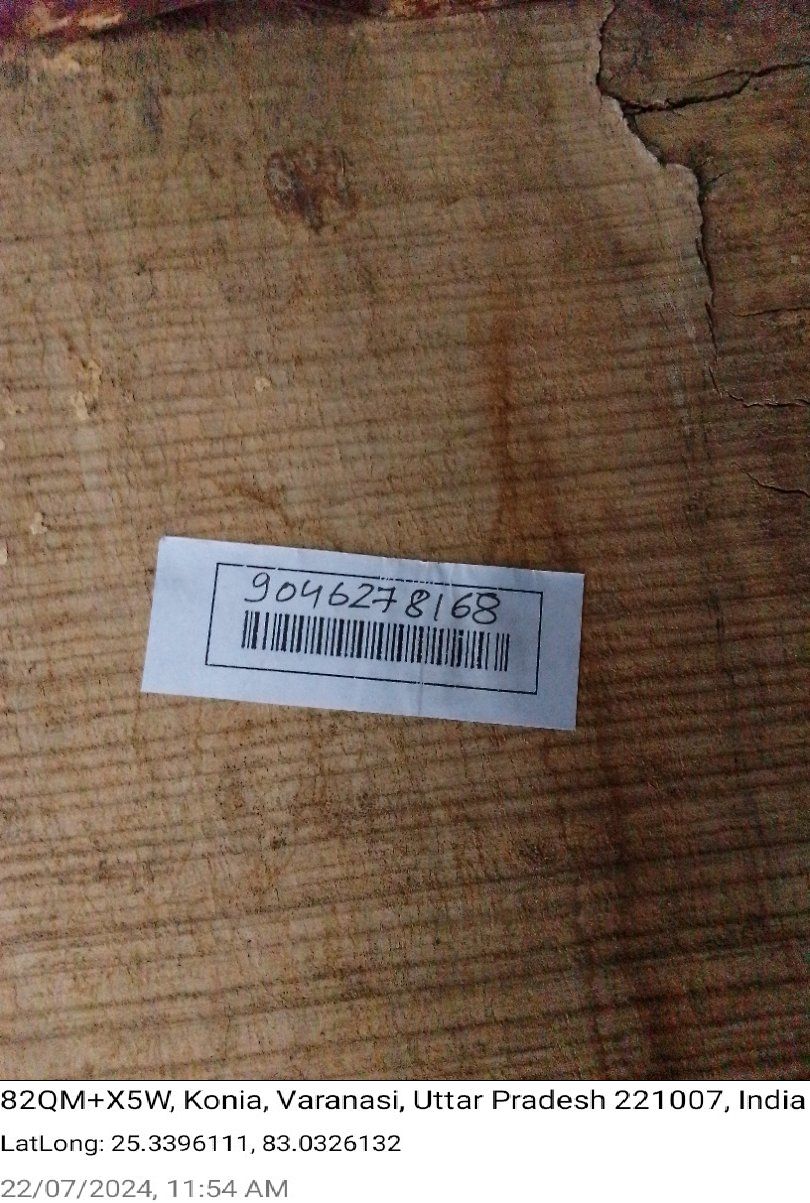 9046278168
82QM+X5W, Konia, Varanasi, Uttar Pradesh 221007, India
LatLong: 25.3396111, 83.0326132
22/07/2024, 11:54 AM